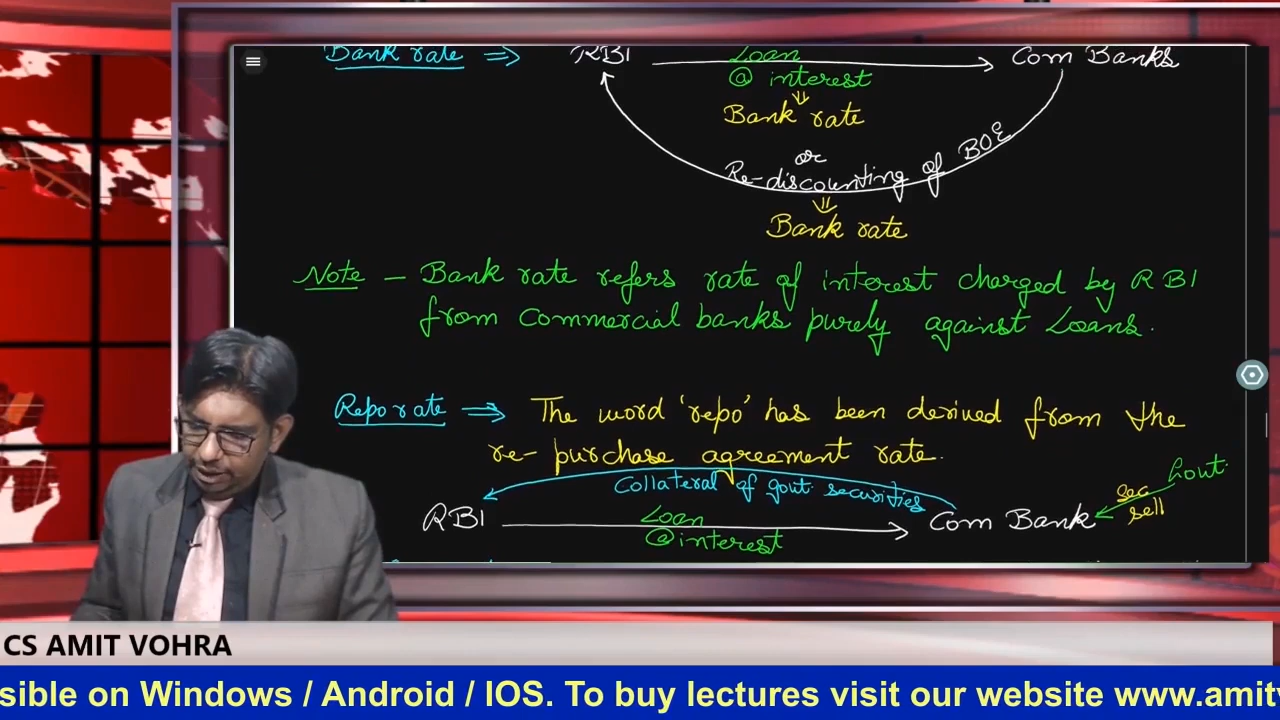 Bank rate ⇒ RBI Loan Com Banks
@ interest
⇓
Bank rate
or
Re-discounting of BOE
⇓
Bank rate
Note – Bank rate refers rate of interest charged by RBI
from commercial banks purely against Loans.
Repo rate ⇒ The word 'repo' has been derived from the
re-purchase agreement rate.
Collateral of govt securities
RBI Loan Com Bank sec Govt.
@ interest sell
CS AMIT VOHRA
sible on Windows / Android / IOS. To buy lectures visit our website www.amitv